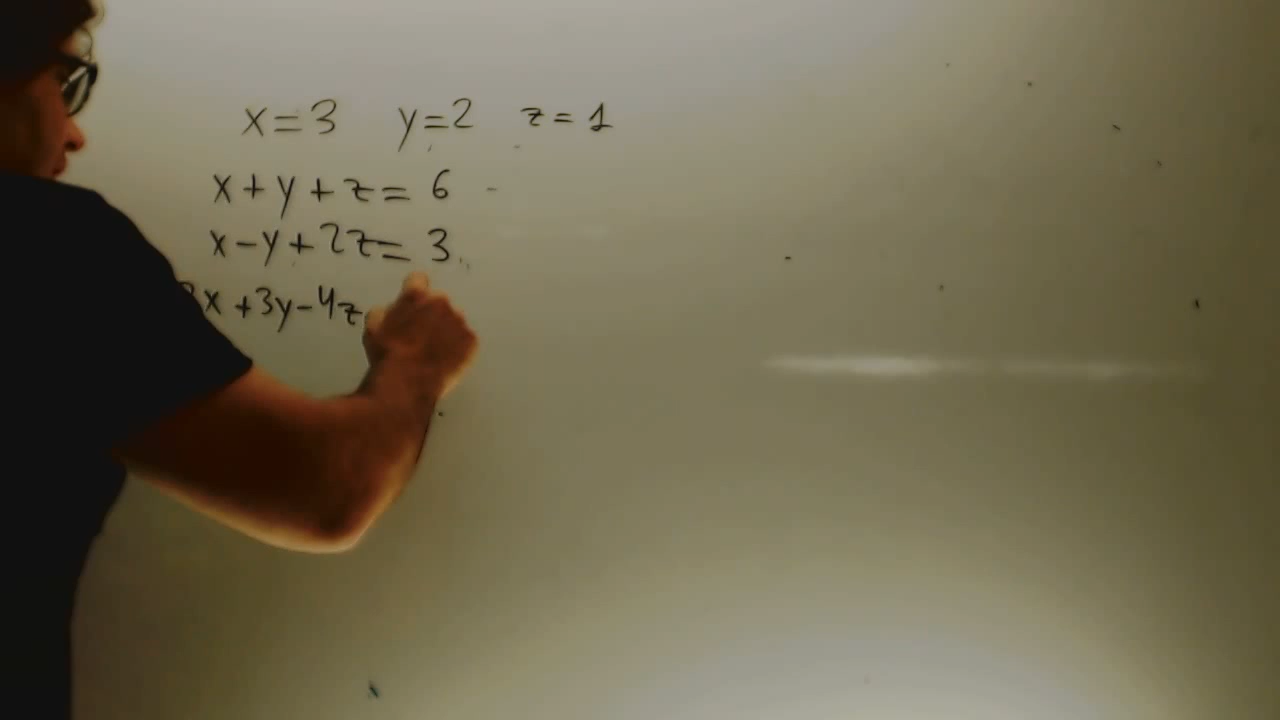 x=3 y=2 z=1
x+y+z=6
x-y+2z=3
x+3y-4z